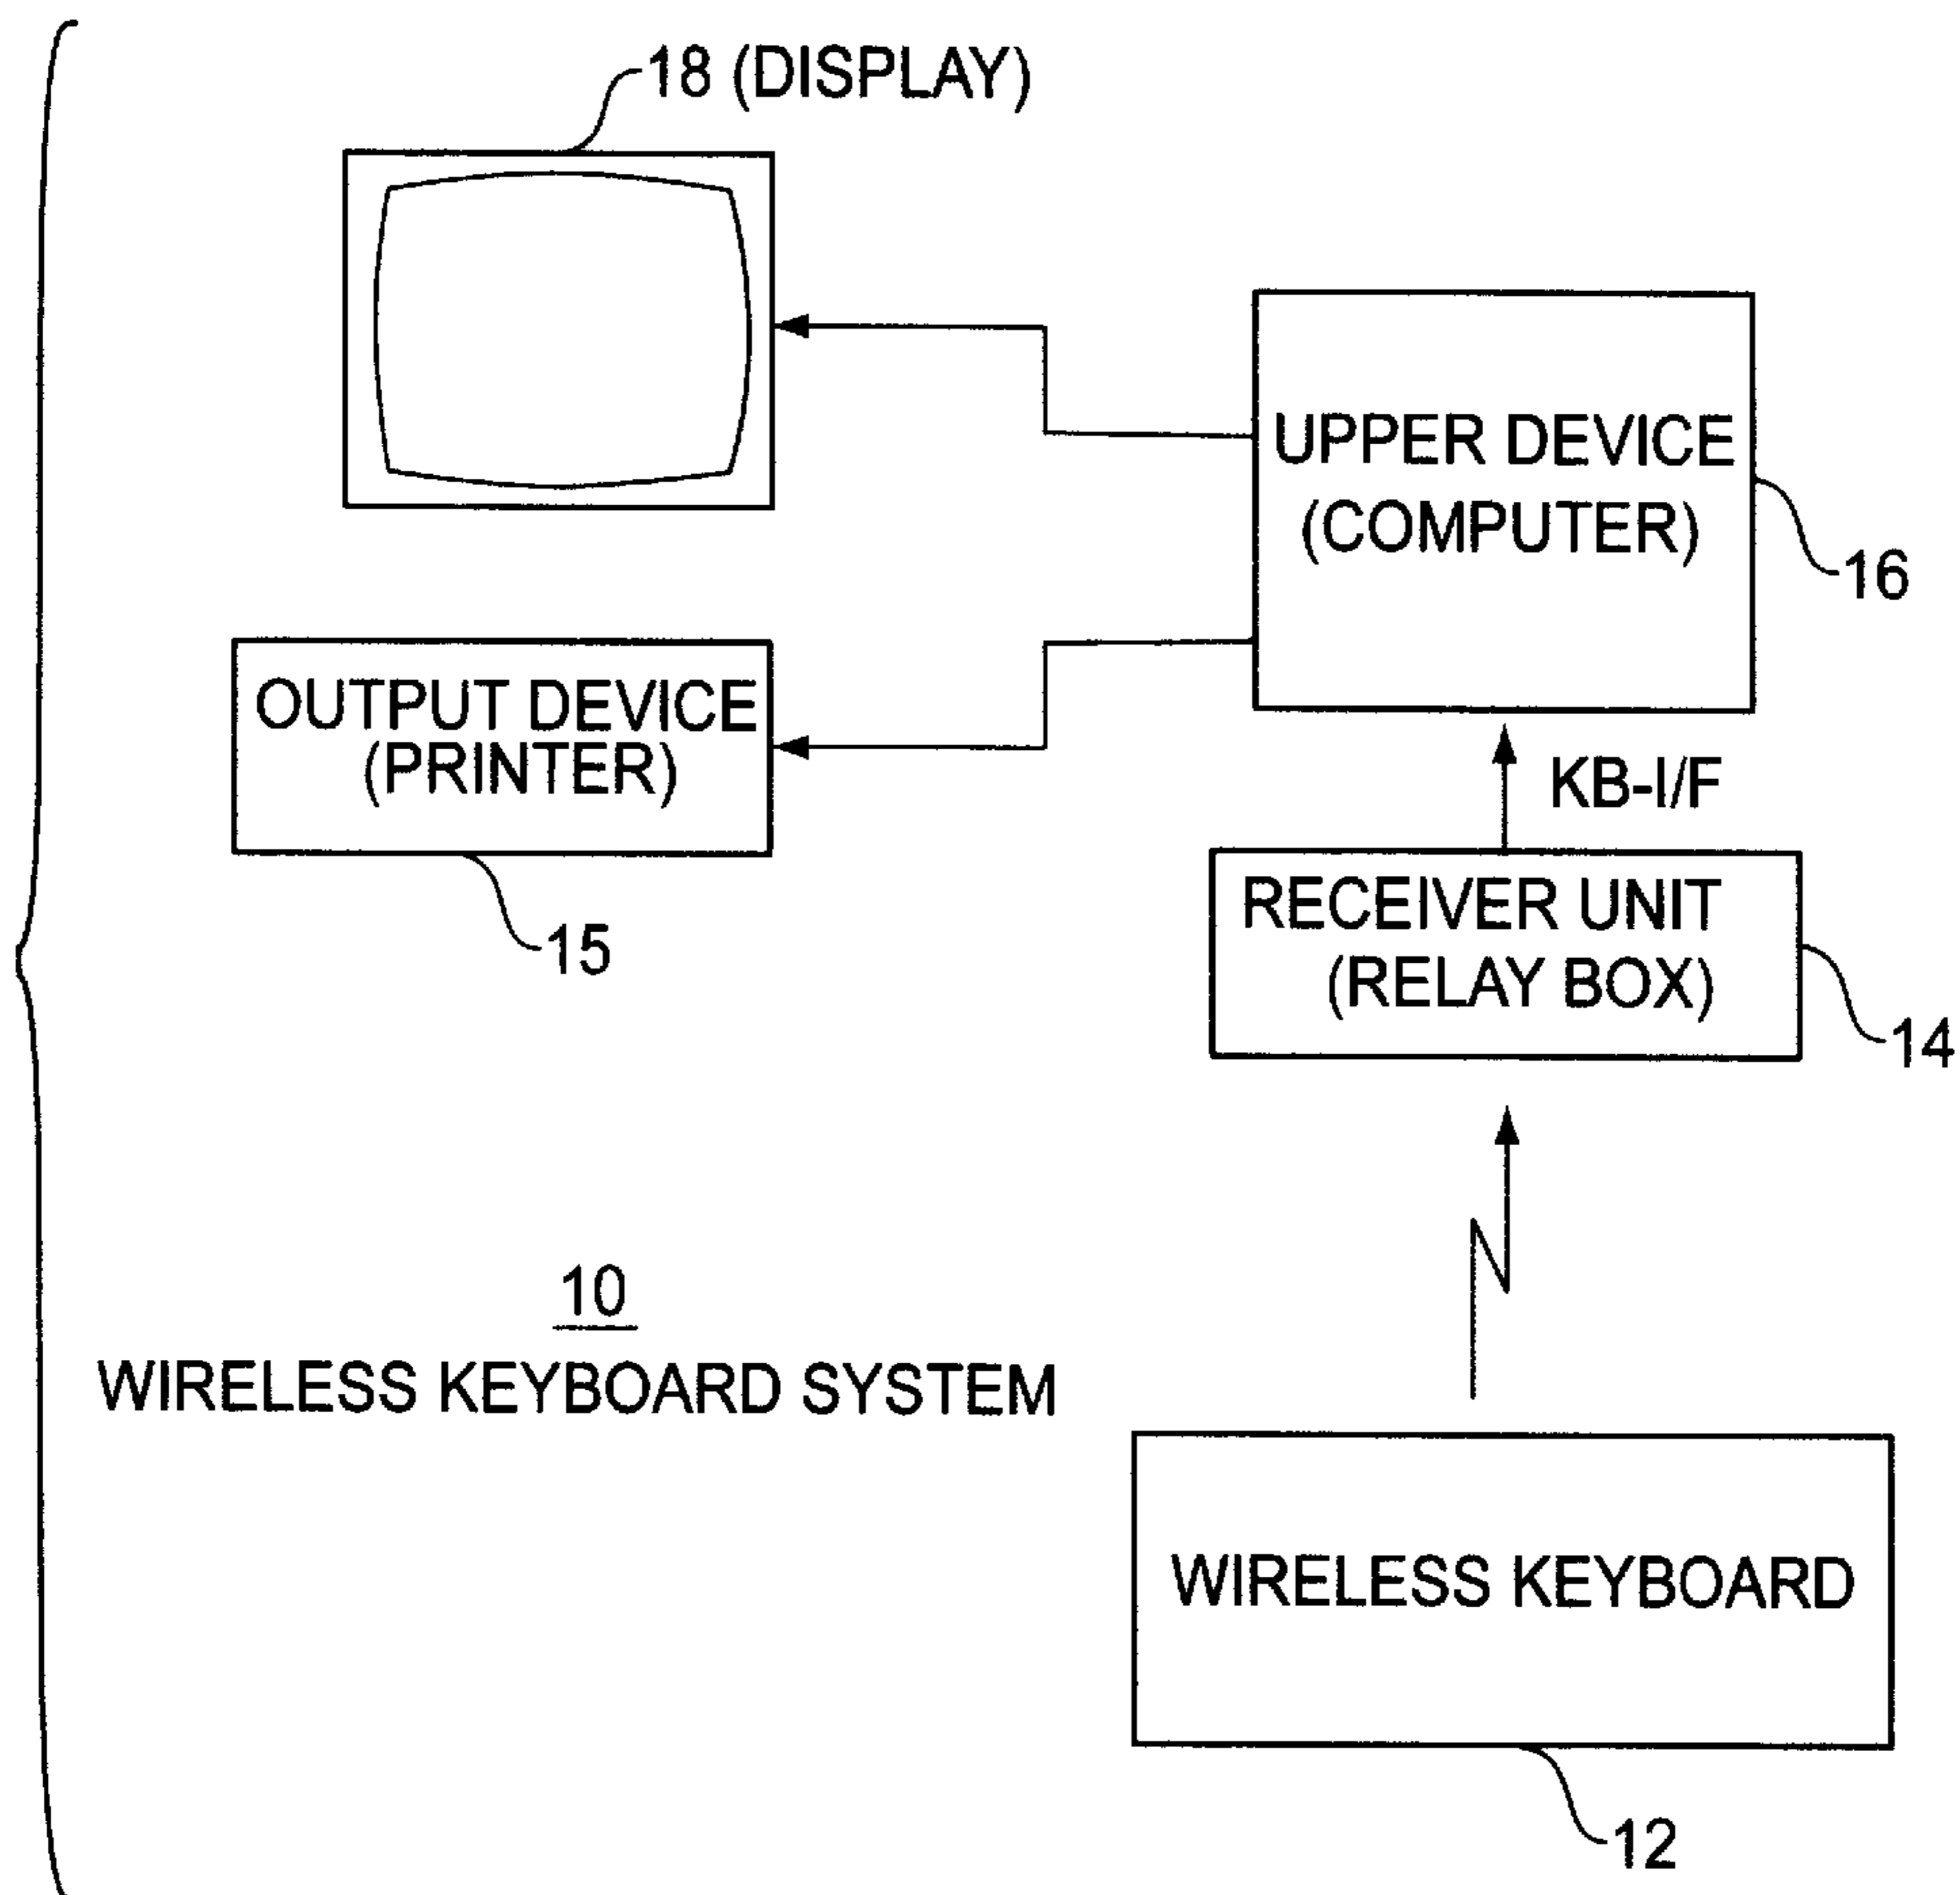 18 (DISPLAY)
UPPER DEVICE
(COMPUTER)
16
OUTPUT DEVICE
(PRINTER)
15
KB-I/F
RECEIVER UNIT
(RELAY BOX)
14
10
WIRELESS KEYBOARD SYSTEM
WIRELESS KEYBOARD
12